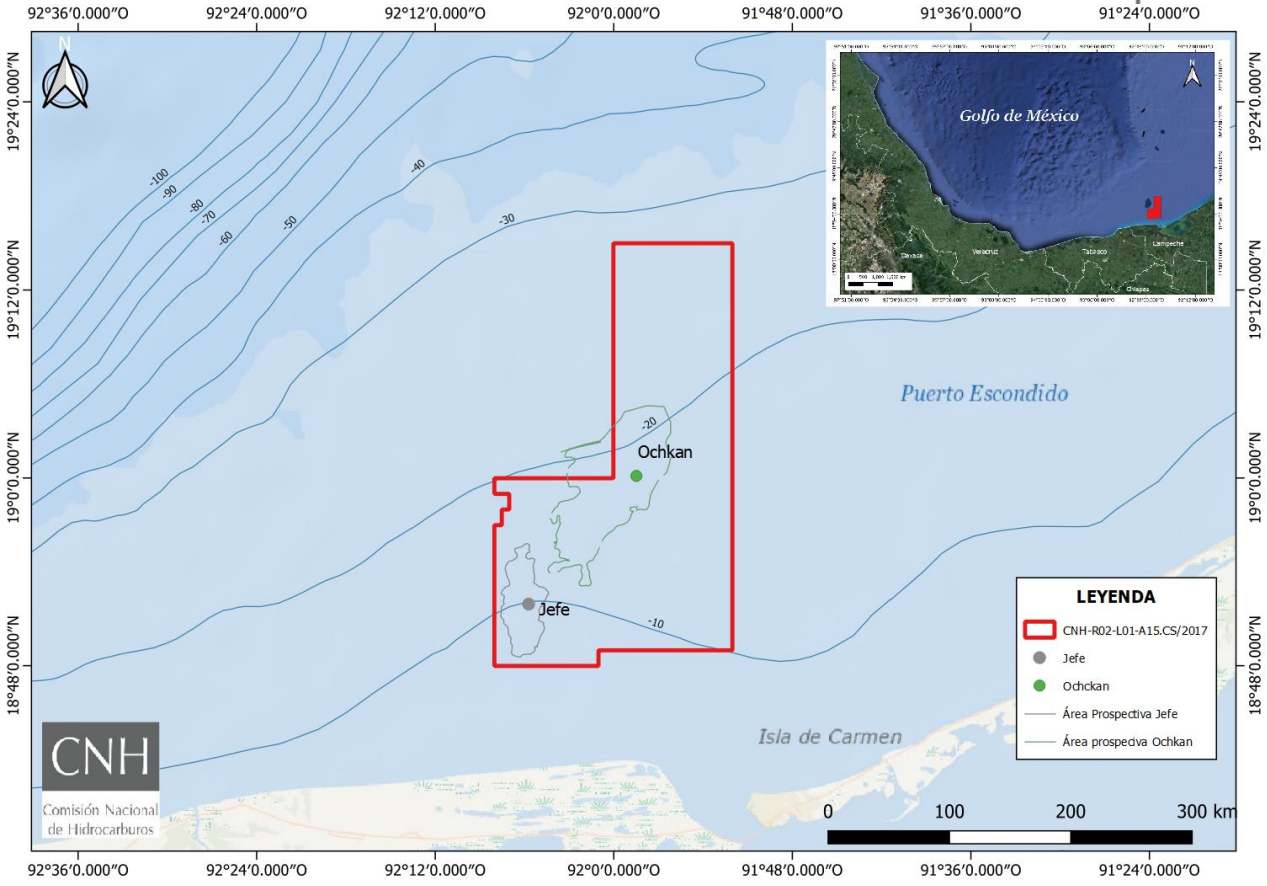 92°36'0.000"O 92°24'0.000"O 92°12'0.000"O 92°0'0.000"O 91°48'0.000"O 91°36'0.000"O 91°24'0.000"O
N
19°24'0.000"N 19°24'0.000"N
19°12'0.000"N 19°12'0.000"N
19°0'0.000"N 19°0'0.000"N
18°48'0.000"N 18°48'0.000"N
-100
-90
-80
-70
-60
-50
-40
-30
-20
-10
Golfo de México
N
Oaxaca
Veracruz
Tabasco
Campeche
Chiapas
Puerto Escondido
Ochkan
Jefe
Isla de Carmen
LEYENDA
CNH-R02-L01-A15.CS/2017
Jefe
Ochckan
Área Prospectiva Jefe
Área prospeciva Ochkan
CNH
Comisión Nacional
de Hidrocarburos
0 100 200 300 km
92°36'0.000"O 92°24'0.000"O 92°12'0.000"O 92°0'0.000"O 91°48'0.000"O 91°36'0.000"O 91°24'0.000"O